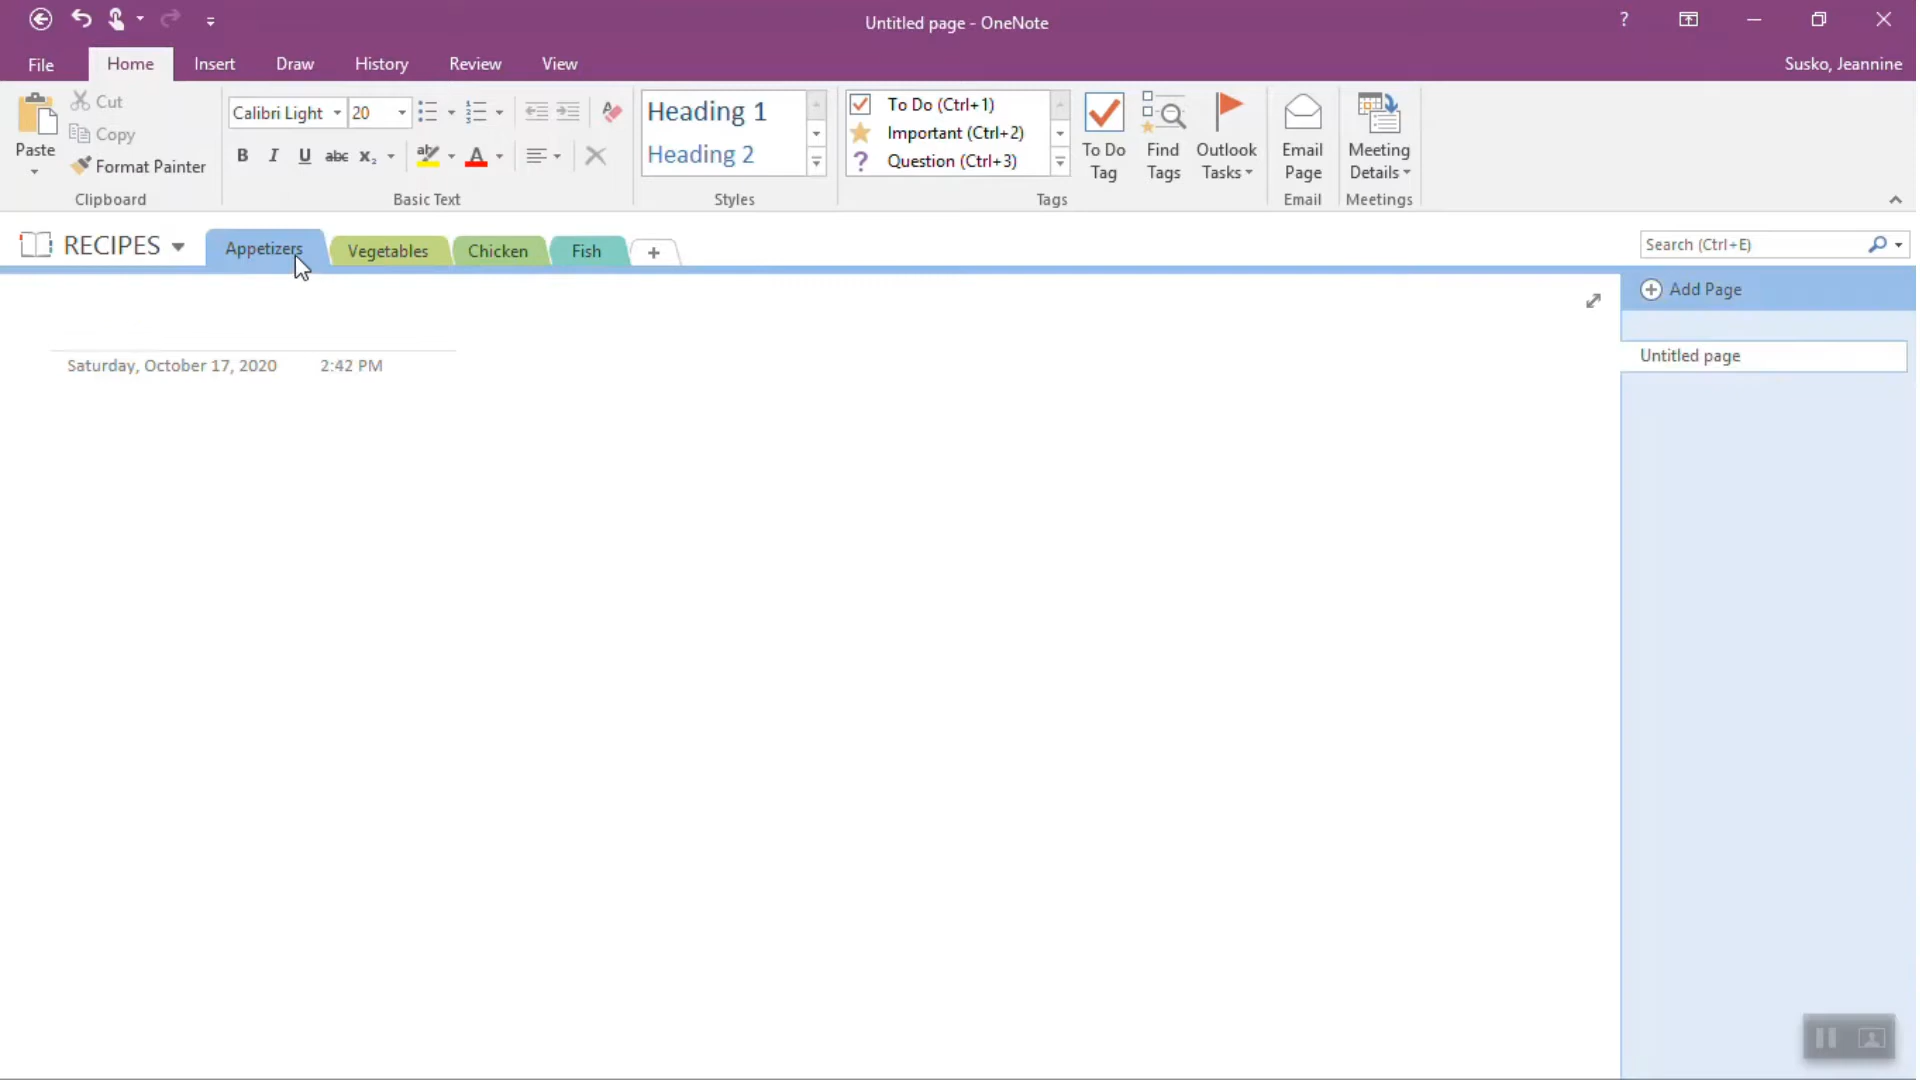 Untitled page - OneNote
?
File Home Insert Draw History Review View
Susko, Jeannine
Paste
Cut
Copy
Format Painter
Clipboard
Calibri Light 20
B I U abc X₂ ab A
Basic Text
Heading 1
Heading 2
Styles
To Do (Ctrl+1)
Important (Ctrl+2)
Question (Ctrl+3)
To Do
Tag
Find
Tags
Outlook
Tasks
Tags
Email
Page
Email
Meeting
Details
Meetings
RECIPES Appetizers Vegetables Chicken Fish +
Search (Ctrl+E)
Add Page
Untitled page
Saturday, October 17, 2020 2:42 PM